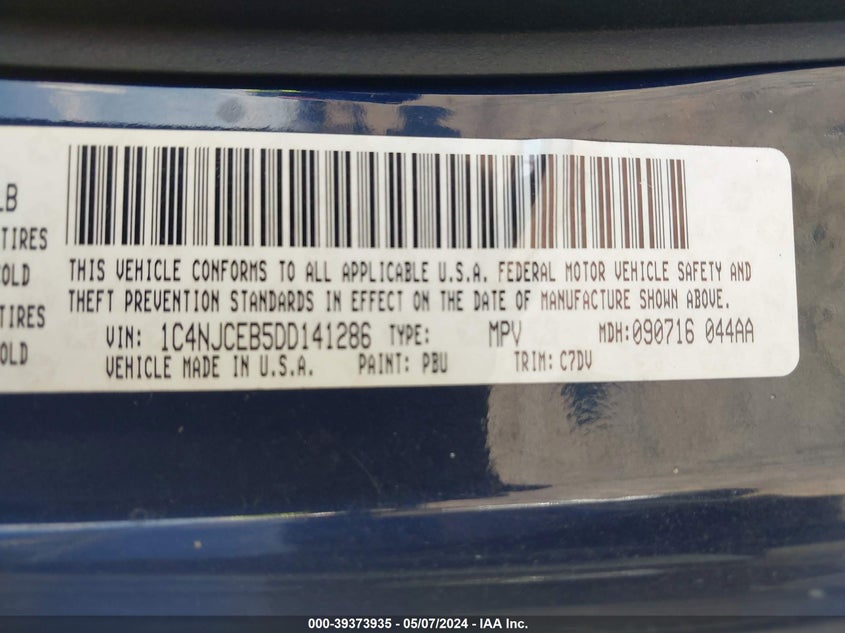 LB
TIRES
OLD
TIRES
OLD
THIS VEHICLE CONFORMS TO ALL APPLICABLE U.S.A. FEDERAL MOTOR VEHICLE SAFETY AND
THEFT PREVENTION STANDARDS IN EFFECT ON THE DATE OF MANUFACTURE SHOWN ABOVE.
VIN: 1C4NJCEB5DD141286 TYPE: MPV MDH:090716 044AA
VEHICLE MADE IN U.S.A. PAINT: PBU TRIM: C7DV
000-39373935 - 05/07/2024 - IAA Inc.